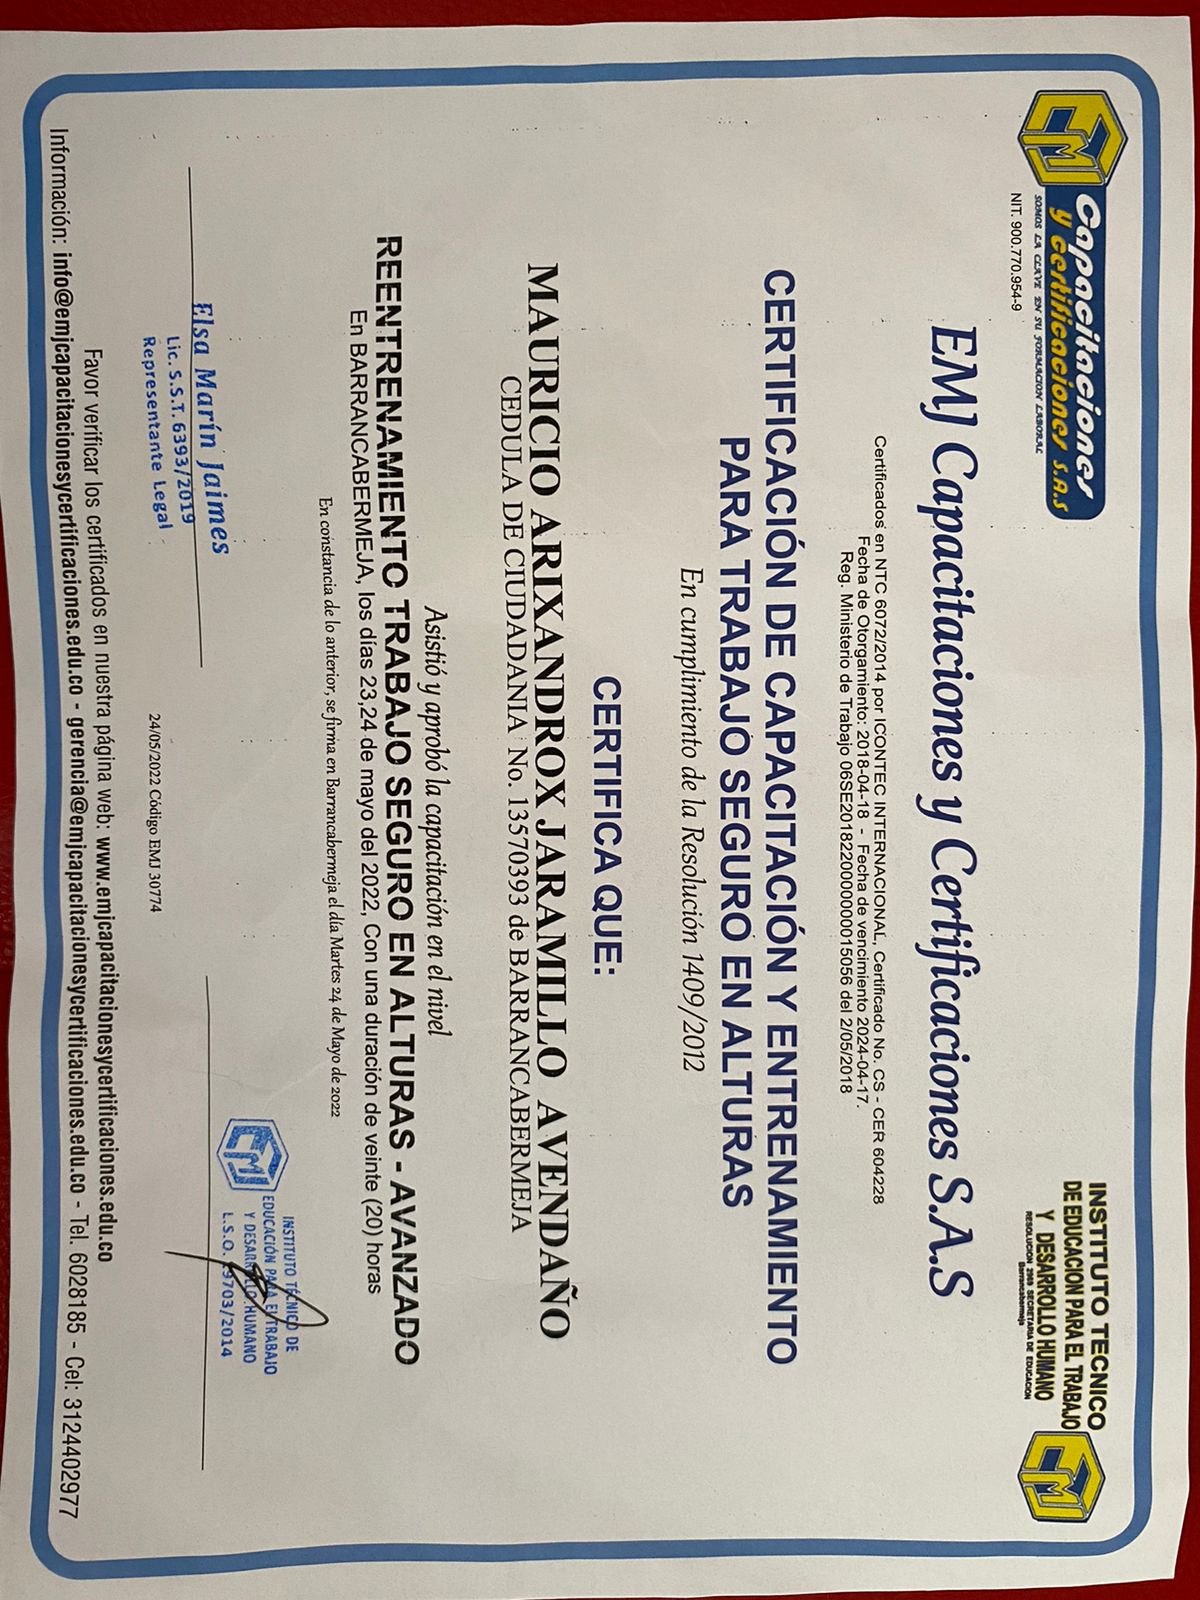 Capacitaciones
y certificaciones S.A.S
SOMOS LA CLAVE EN SU FORMACION LABORAL
NIT. 900.770.954-9
INSTITUTO TECNICO
DE EDUCACION PARA EL TRABAJO
Y DESARROLLO HUMANO
RESOLUCION 2989 SECRETARIA DE EDUCACION
Barrancabermeja
EMJ Capacitaciones y Certificaciones S.A.S
Certificados en NTC 6072/2014 por ICONTEC INTERNACIONAL, Certificado No. CS - CER 604228
Fecha de Otorgamiento: 2018-04-18 - Fecha de vencimiento 2024-04-17.
Reg. Ministerio de Trabajo 06SE2018220000000015056 del 2/05/2018
CERTIFICACIÓN DE CAPACITACIÓN Y ENTRENAMIENTO
PARA TRABAJO SEGURO EN ALTURAS
En cumplimiento de la Resolución 1409/2012
CERTIFICA QUE:
MAURICIO ARIXANDROX JARAMILLO AVENDAÑO
CEDULA DE CIUDADANIA No. 13570393 de BARRANCABERMEJA
Asistió y aprobó la capacitación en el nivel
REENTRENAMIENTO TRABAJO SEGURO EN ALTURAS - AVANZADO
En BARRANCABERMEJA, los días 23,24 de mayo del 2022, Con una duración de veinte (20) horas
En constancia de lo anterior, se firma en Barrancabermeja el día Martes 24 de Mayo de 2022
Elsa Marín Jaimes
Lic. S.S.T. 6393/2019
Representante Legal
EMJ
INSTITUTO TÉCNICO DE
EDUCACIÓN PARA EL TRABAJO
Y DESARROLLO HUMANO
L.S.O. 9703/2014
24/05/2022 Código EMJ 30774
Favor verificar los certificados en nuestra página web: www.emjcapacitacionesycertificaciones.edu.co
Información: info@emjcapacitacionesycertificaciones.edu.co - gerencia@emjcapacitacionesycertificaciones.edu.co - Tel. 6028185 - Cel: 3124402977